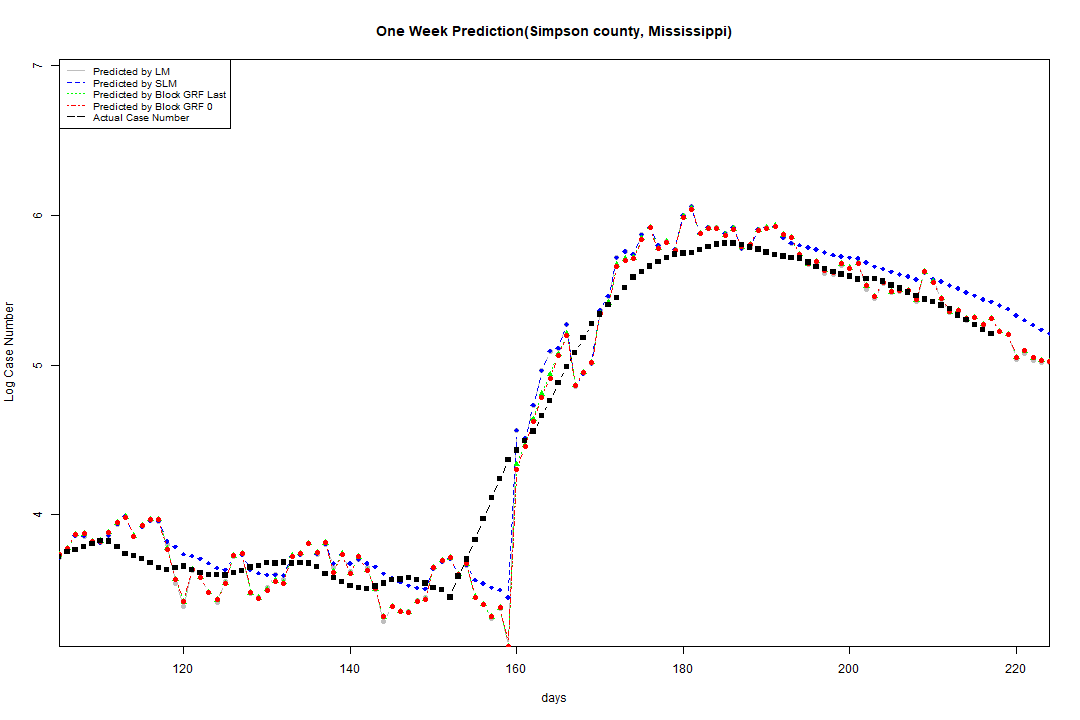 One Week Prediction(Simpson county, Mississippi)
Predicted by LM
Predicted by SLM
Predicted by Block GRF Last
Predicted by Block GRF 0
Actual Case Number
7
6
5
4
Log Case Number
120 140 160 180 200 220
days